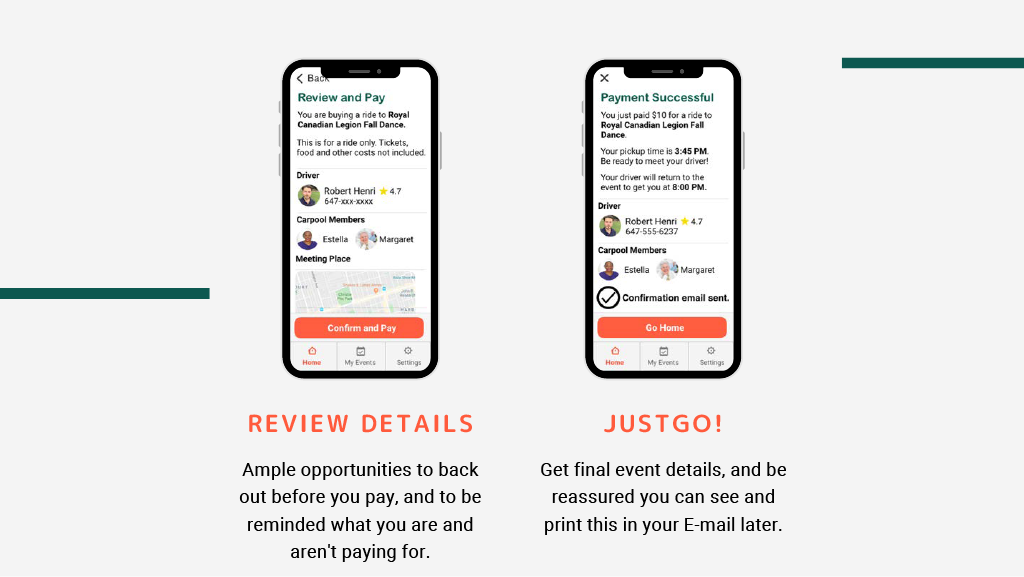 Back
Review and Pay
You are buying a ride to Royal
Canadian Legion Fall Dance.
This is for a ride only. Tickets,
food and other costs not included.
Driver
Robert Henri 4.7
647-xxx-xxxx
Carpool Members
Estella Margaret
Meeting Place
Confirm and Pay
Home My Events Settings
REVIEW DETAILS
Ample opportunities to back
out before you pay, and to be
reminded what you are and
aren't paying for.
Payment Successful
You just paid $10 for a ride to
Royal Canadian Legion Fall
Dance.
Your pickup time is 3:45 PM.
Be ready to meet your driver!
Your driver will return to the
event to get you at 8:00 PM.
Driver
Robert Henri 4.7
647-555-6237
Carpool Members
Estella Margaret
Confirmation email sent.
Go Home
Home My Events Settings
JUSTGO!
Get final event details, and be
reassured you can see and
print this in your E-mail later.